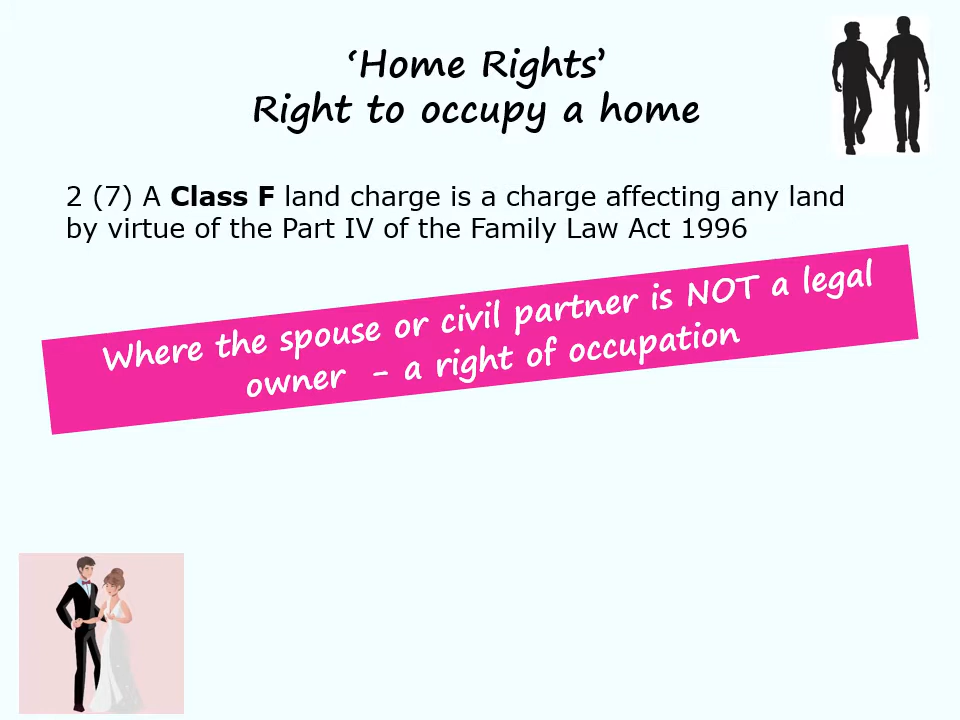 ‘Home Rights’
Right to occupy a home
2 (7) A Class F land charge is a charge affecting any land
by virtue of the Part IV of the Family Law Act 1996
Where the spouse or civil partner is NOT a legal
owner - a right of occupation